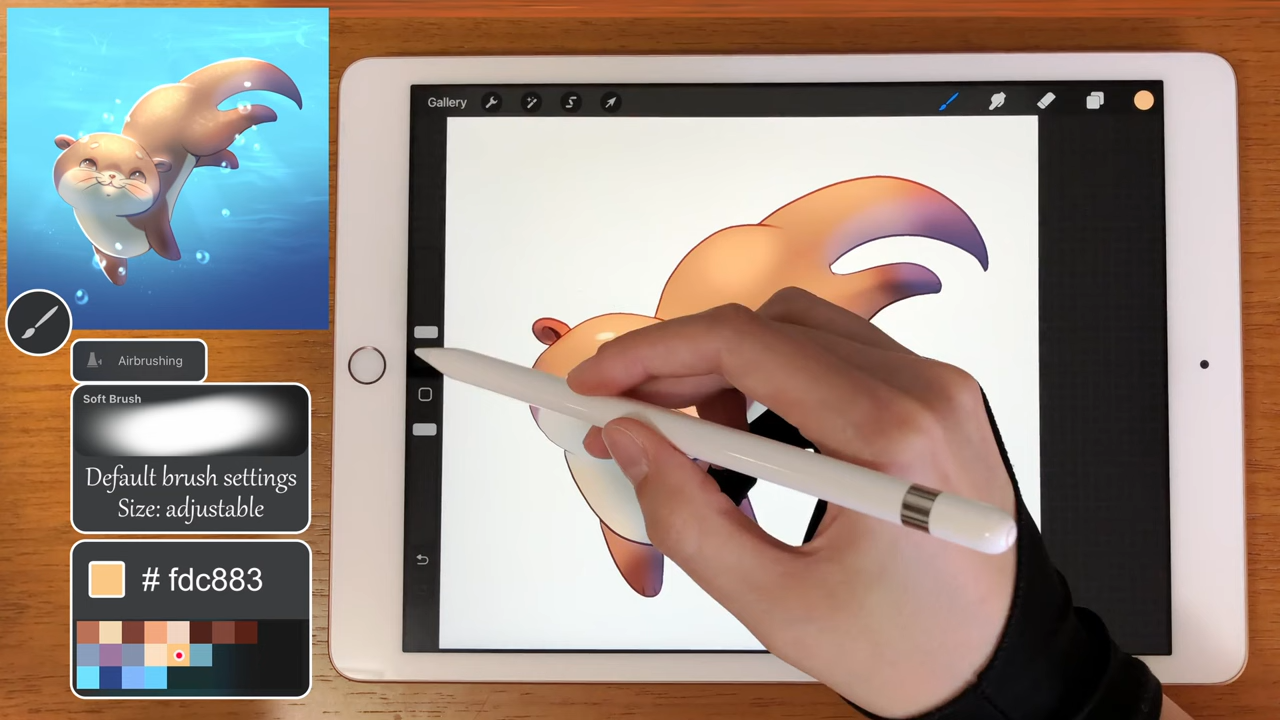 Gallery
Airbrushing
Soft Brush
Default brush settings
Size: adjustable
# fdc883